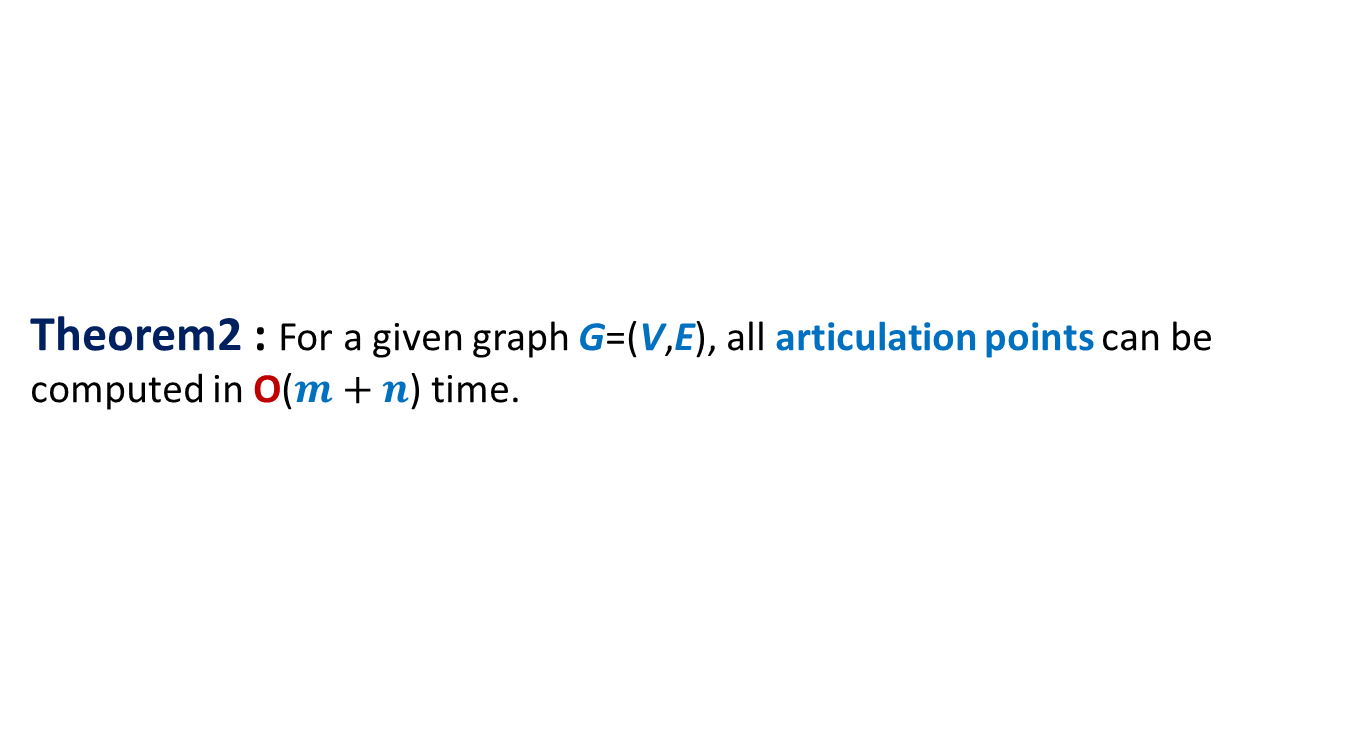 Theorem2 : For a given graph G=(V,E), all articulation points can be
computed in O(m + n) time.